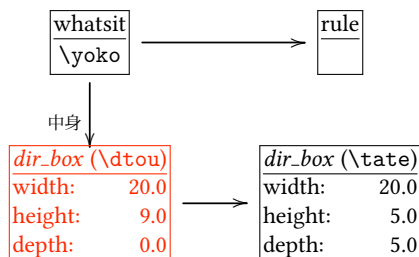 whatsit
\yoko
rule
中身
dir_box (\dtou)
width: 20.0
height: 9.0
depth: 0.0
dir_box (\tate)
width: 20.0
height: 5.0
depth: 5.0